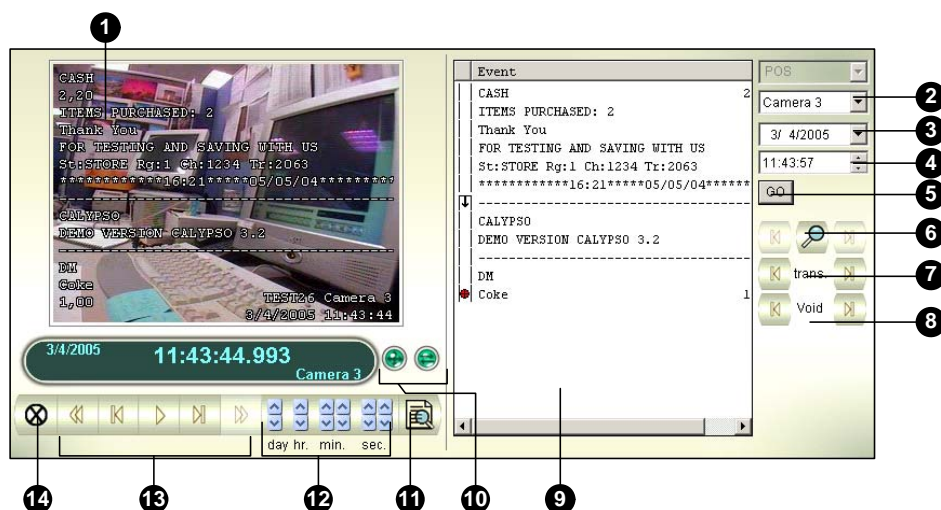 1
CASH
2,20
ITEMS PURCHASED: 2
Thank You
FOR TESTING AND SAVING WITH US
St:STORE Rg:1 Ch:1234 Tr:2063
************16:21*****05/05/04**********
----------------------------------------
CALYPSO
DEMO VERSION CALYPSO 3.2
----------------------------------------
DM
Coke
1,00
TEST26 Camera 3
3/4/2005 11:43:44
3/4/2005
11:43:44.993
Camera 3
day hr. min. sec.
Event
CASH 2
ITEMS PURCHASED: 2
Thank You
FOR TESTING AND SAVING WITH US
St:STORE Rg:1 Ch:1234 Tr:2063
************16:21*****05/05/04******
------------------------------------
CALYPSO
DEMO VERSION CALYPSO 3.2
------------------------------------
DM
Coke 1
POS
Camera 3
3/ 4/2005
11:43:57
GO
trans.
Void
2
3
4
5
6
7
8
14
13
12
11
10
9